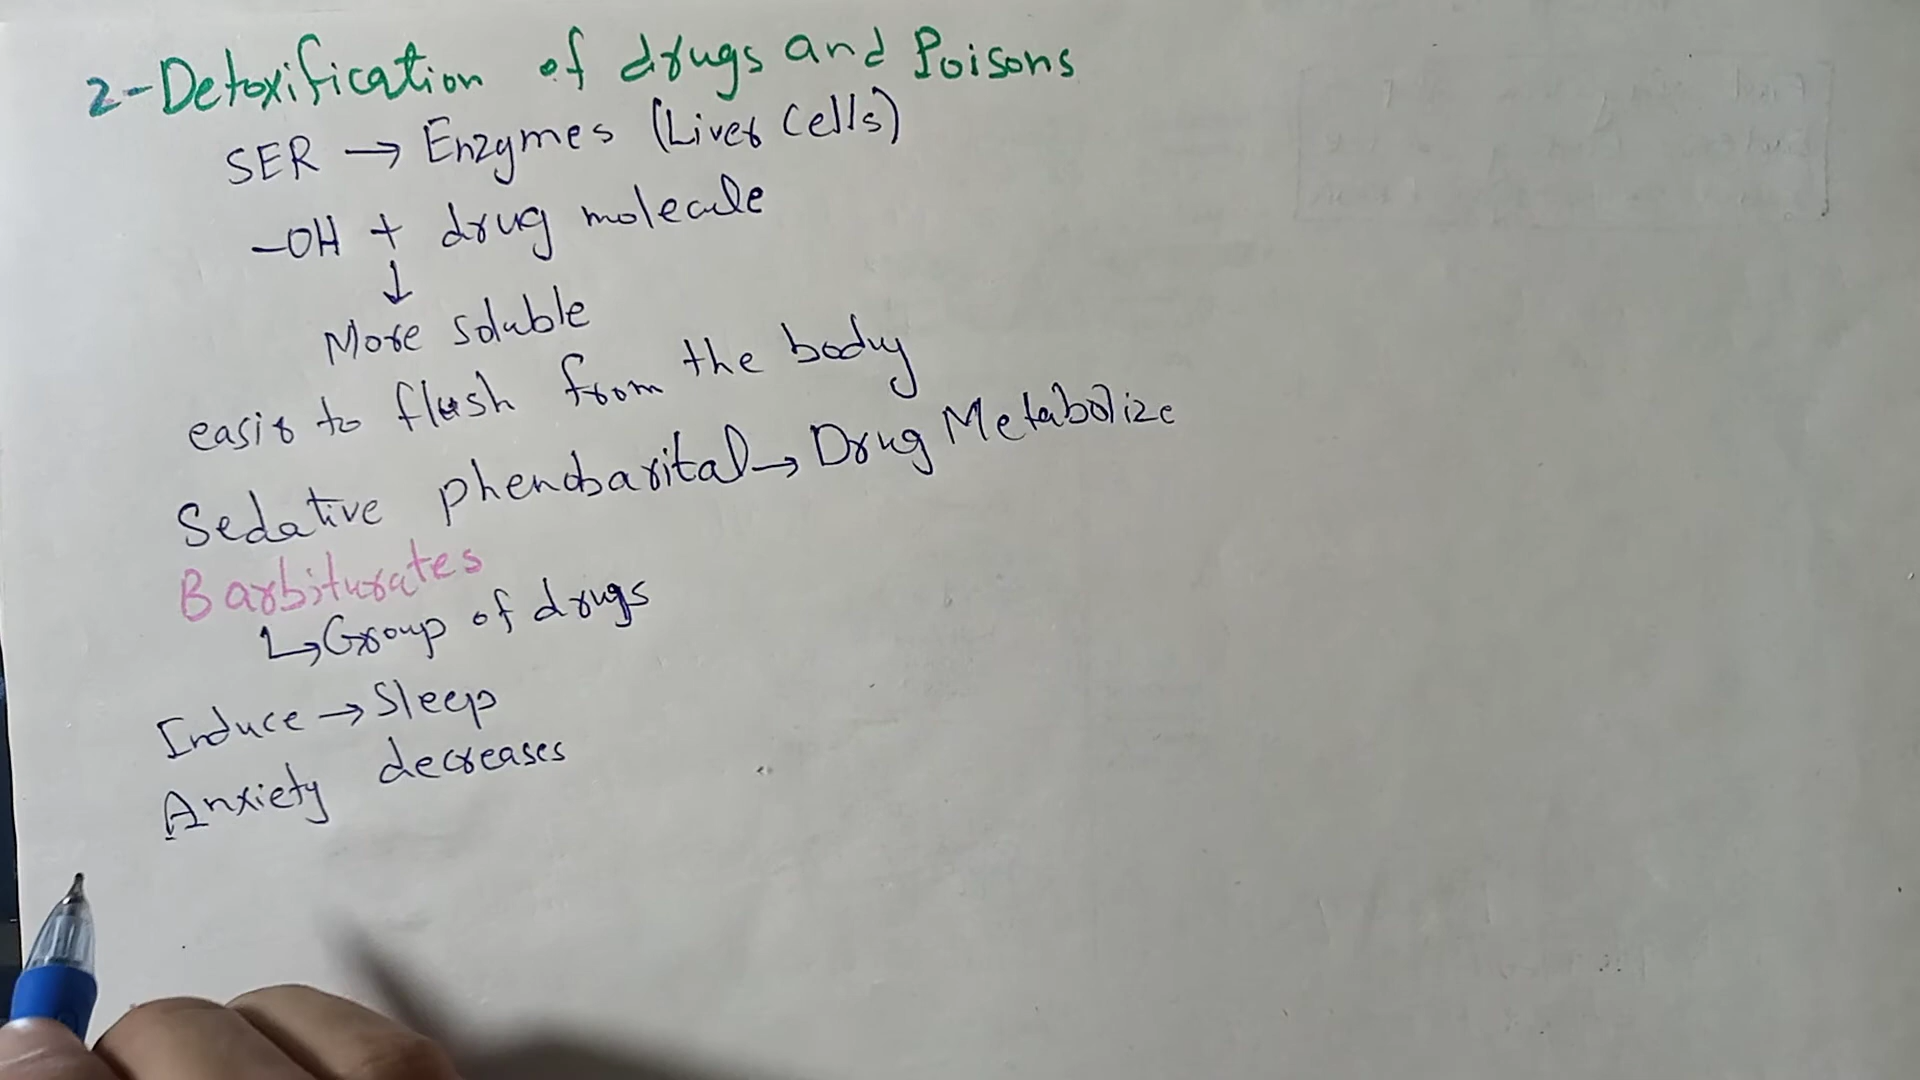 2-Detoxification of drugs and Poisons
SER → Enzymes (Liver Cells)
-OH + drug molecule
↓
More soluble
easir to flush from the body
Sedative phenobarital → Drug Metabolize
Barbiturates
↳ Group of drugs
Induce → Sleep
Anxiety decreases